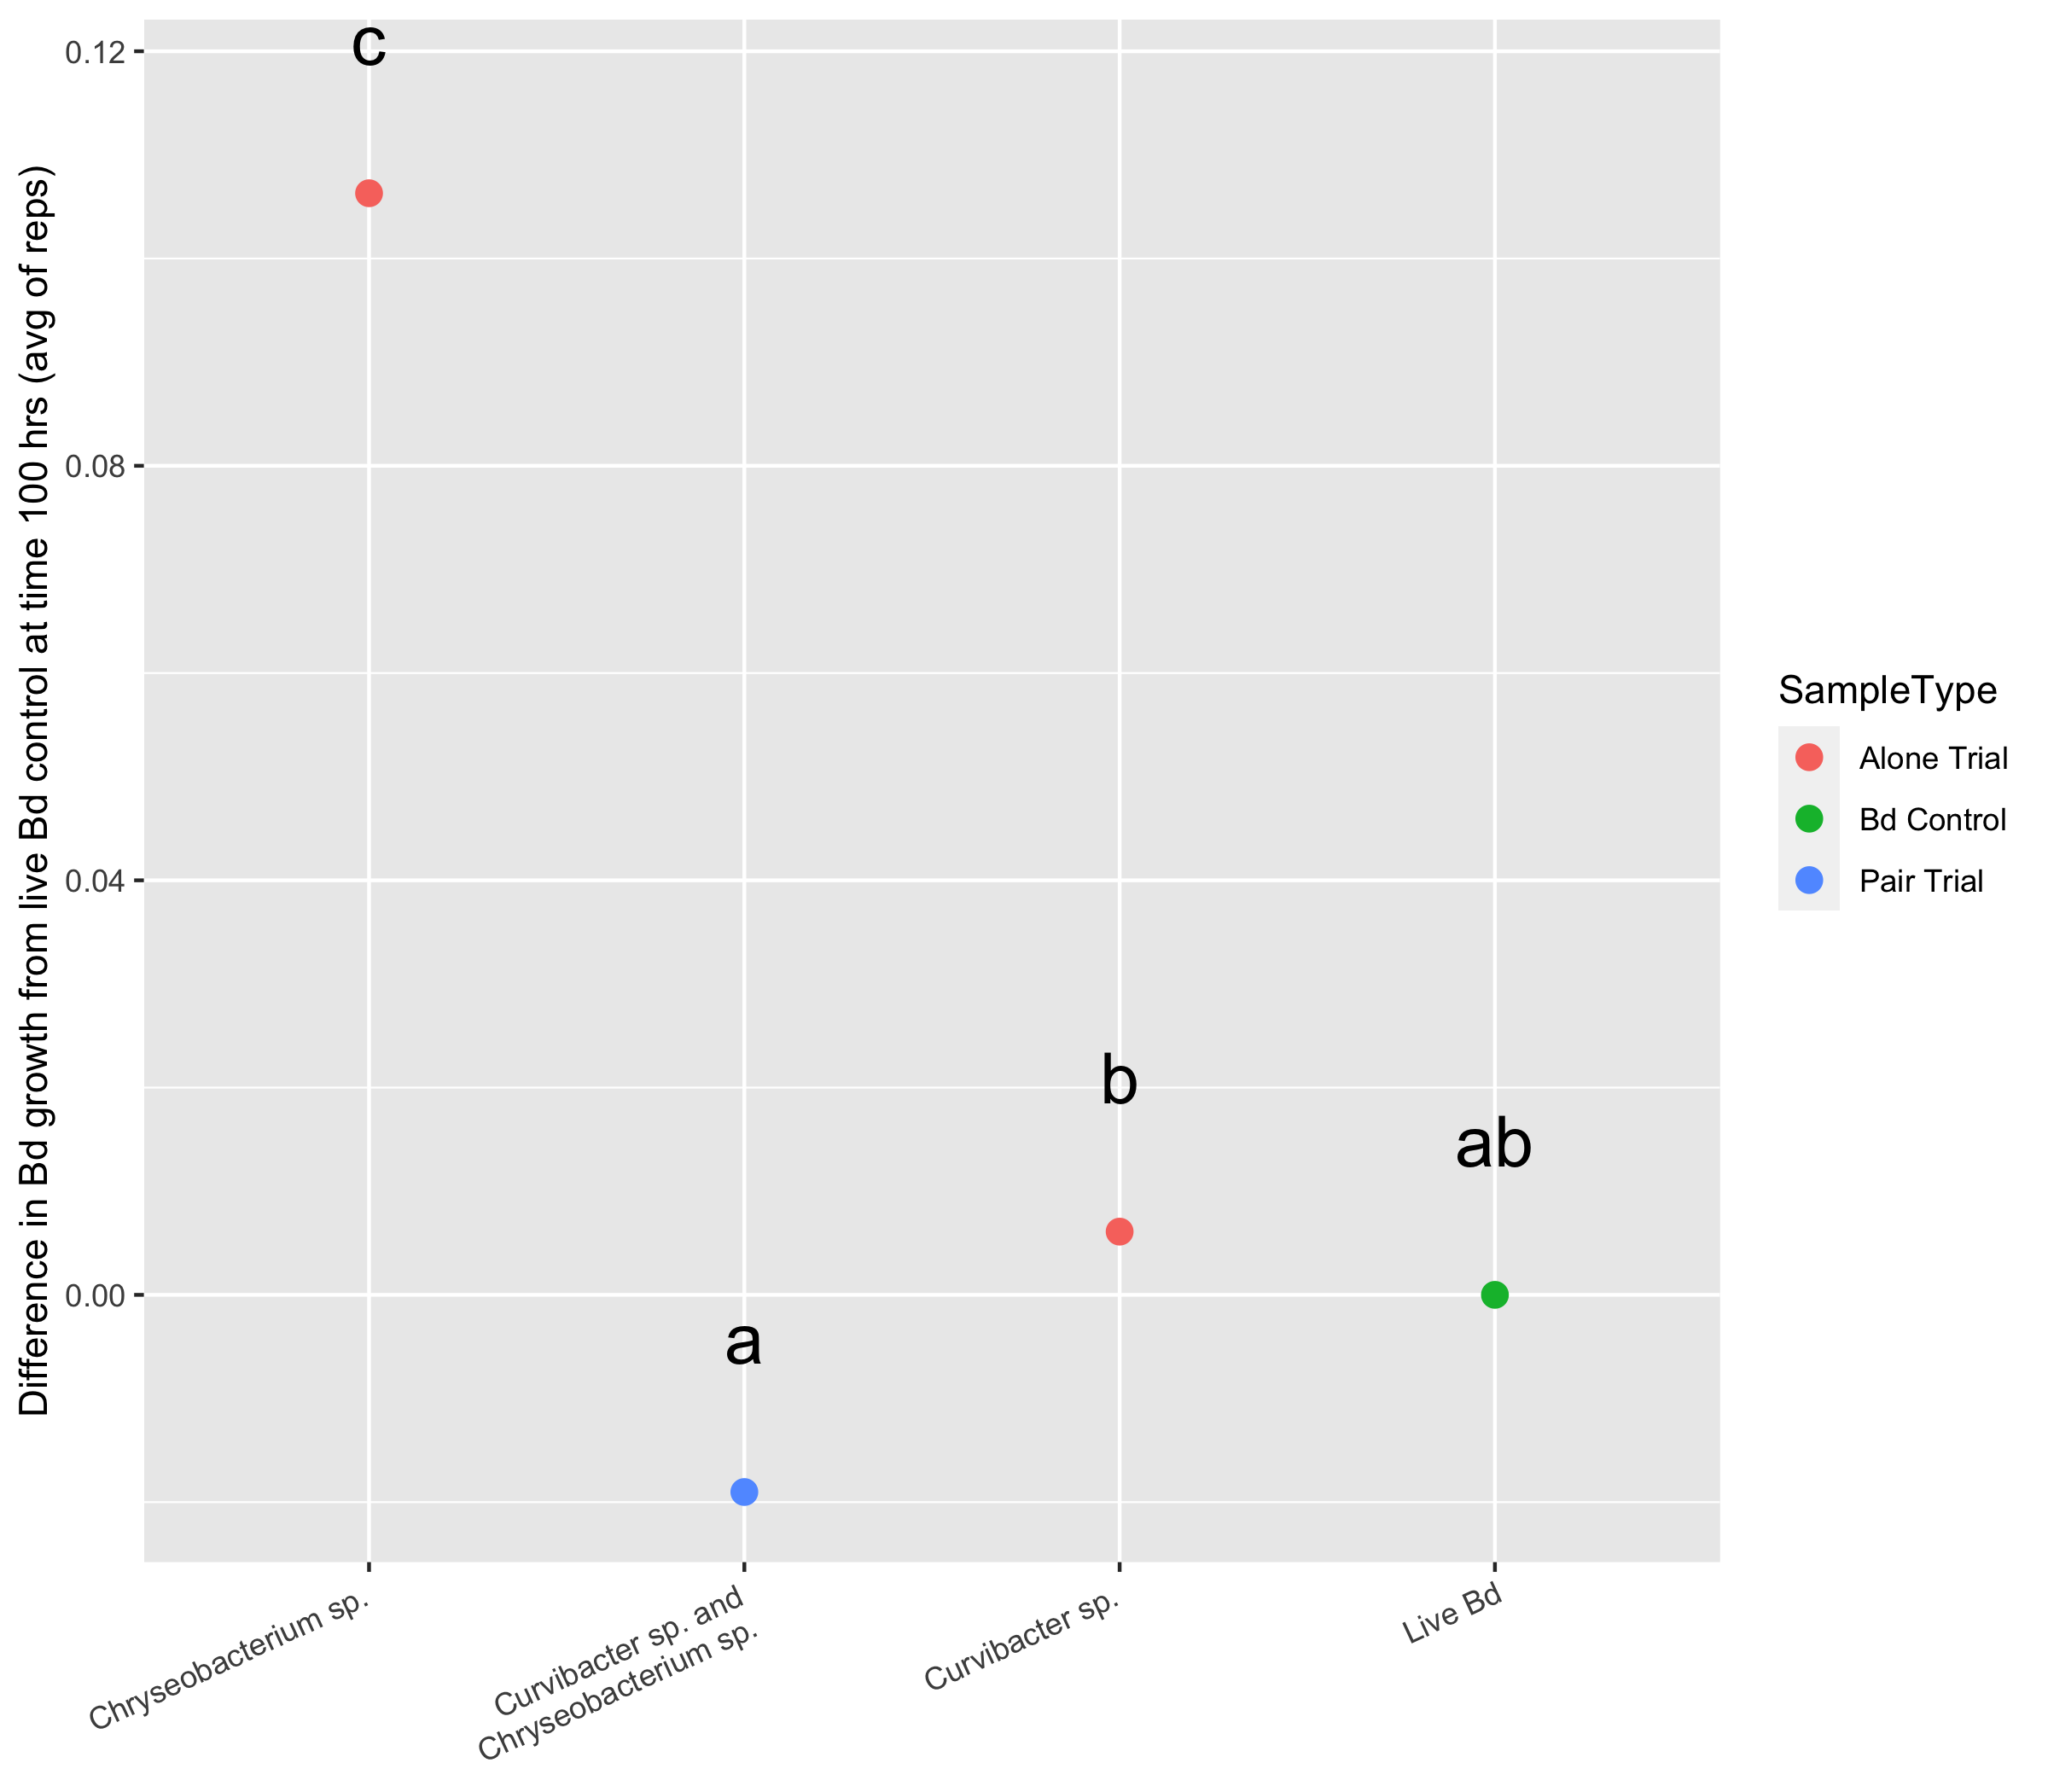 Difference in Bd growth from live Bd control at time 100 hrs (avg of reps)
0.12
0.08
0.04
0.00
c
a
b
ab
Chryseobacterium sp.
Curvibacter sp. and
Chryseobacterium sp.
Curvibacter sp.
Live Bd
SampleType
Alone Trial
Bd Control
Pair Trial